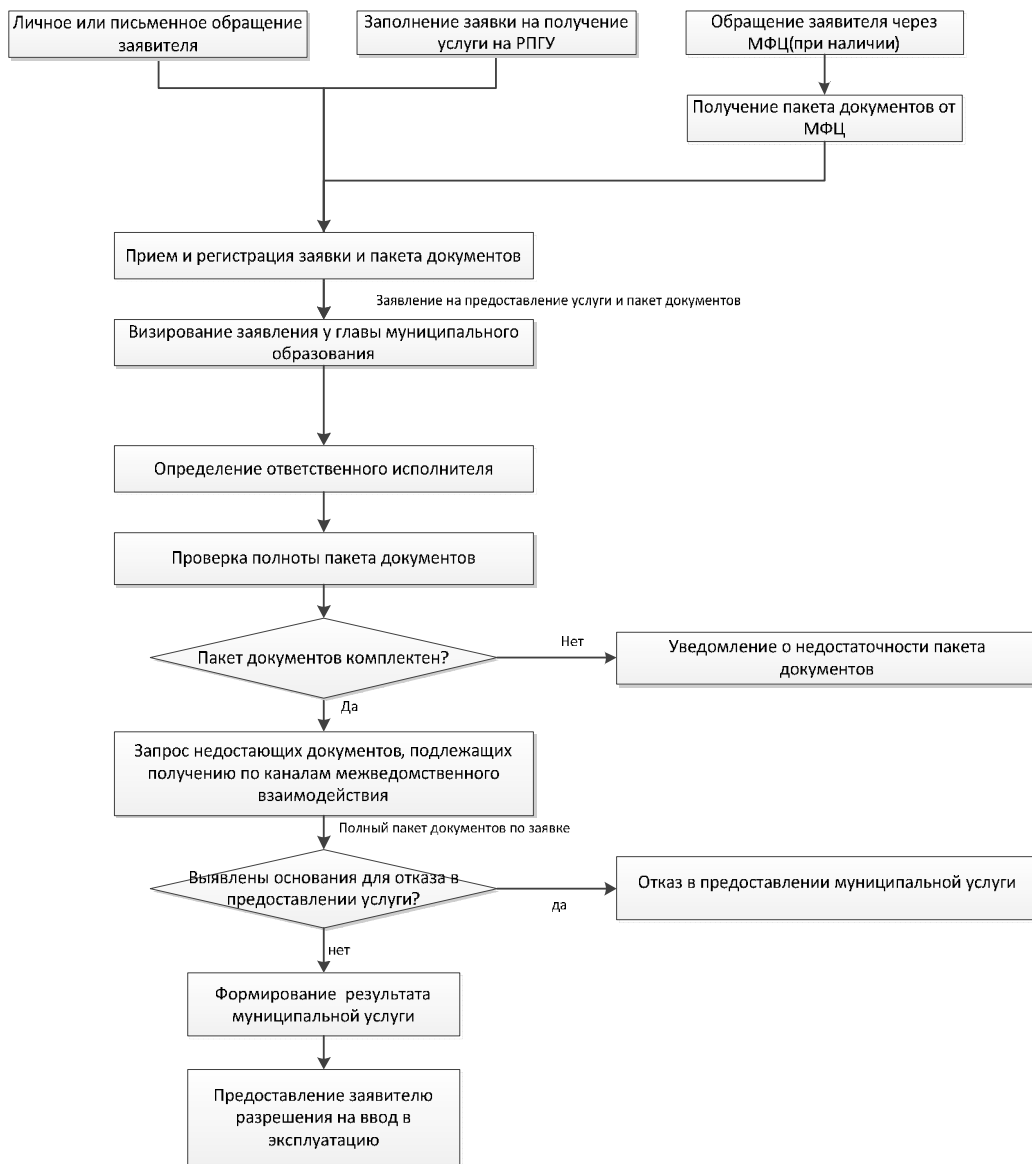 Личное или письменное обращение
заявителя
Заполнение заявки на получение
услуги на РПГУ
Обращение заявителя через
МФЦ(при наличии)
Получение пакета документов от
МФЦ
Прием и регистрация заявки и пакета документов
Заявление на предоставление услуги и пакет документов
Визирование заявления у главы муниципального
образования
Определение ответственного исполнителя
Проверка полноты пакета документов
Пакет документов комплектен?
Нет
Уведомление о недостаточности пакета
документов
Да
Запрос недостающих документов, подлежащих
получению по каналам межведомственного
взаимодействия
Полный пакет документов по заявке
Выявлены основания для отказа в
предоставлении услуги?
да
Отказ в предоставлении муниципальной услуги
нет
Формирование результата
муниципальной услуги
Предоставление заявителю
разрешения на ввод в
эксплуатацию